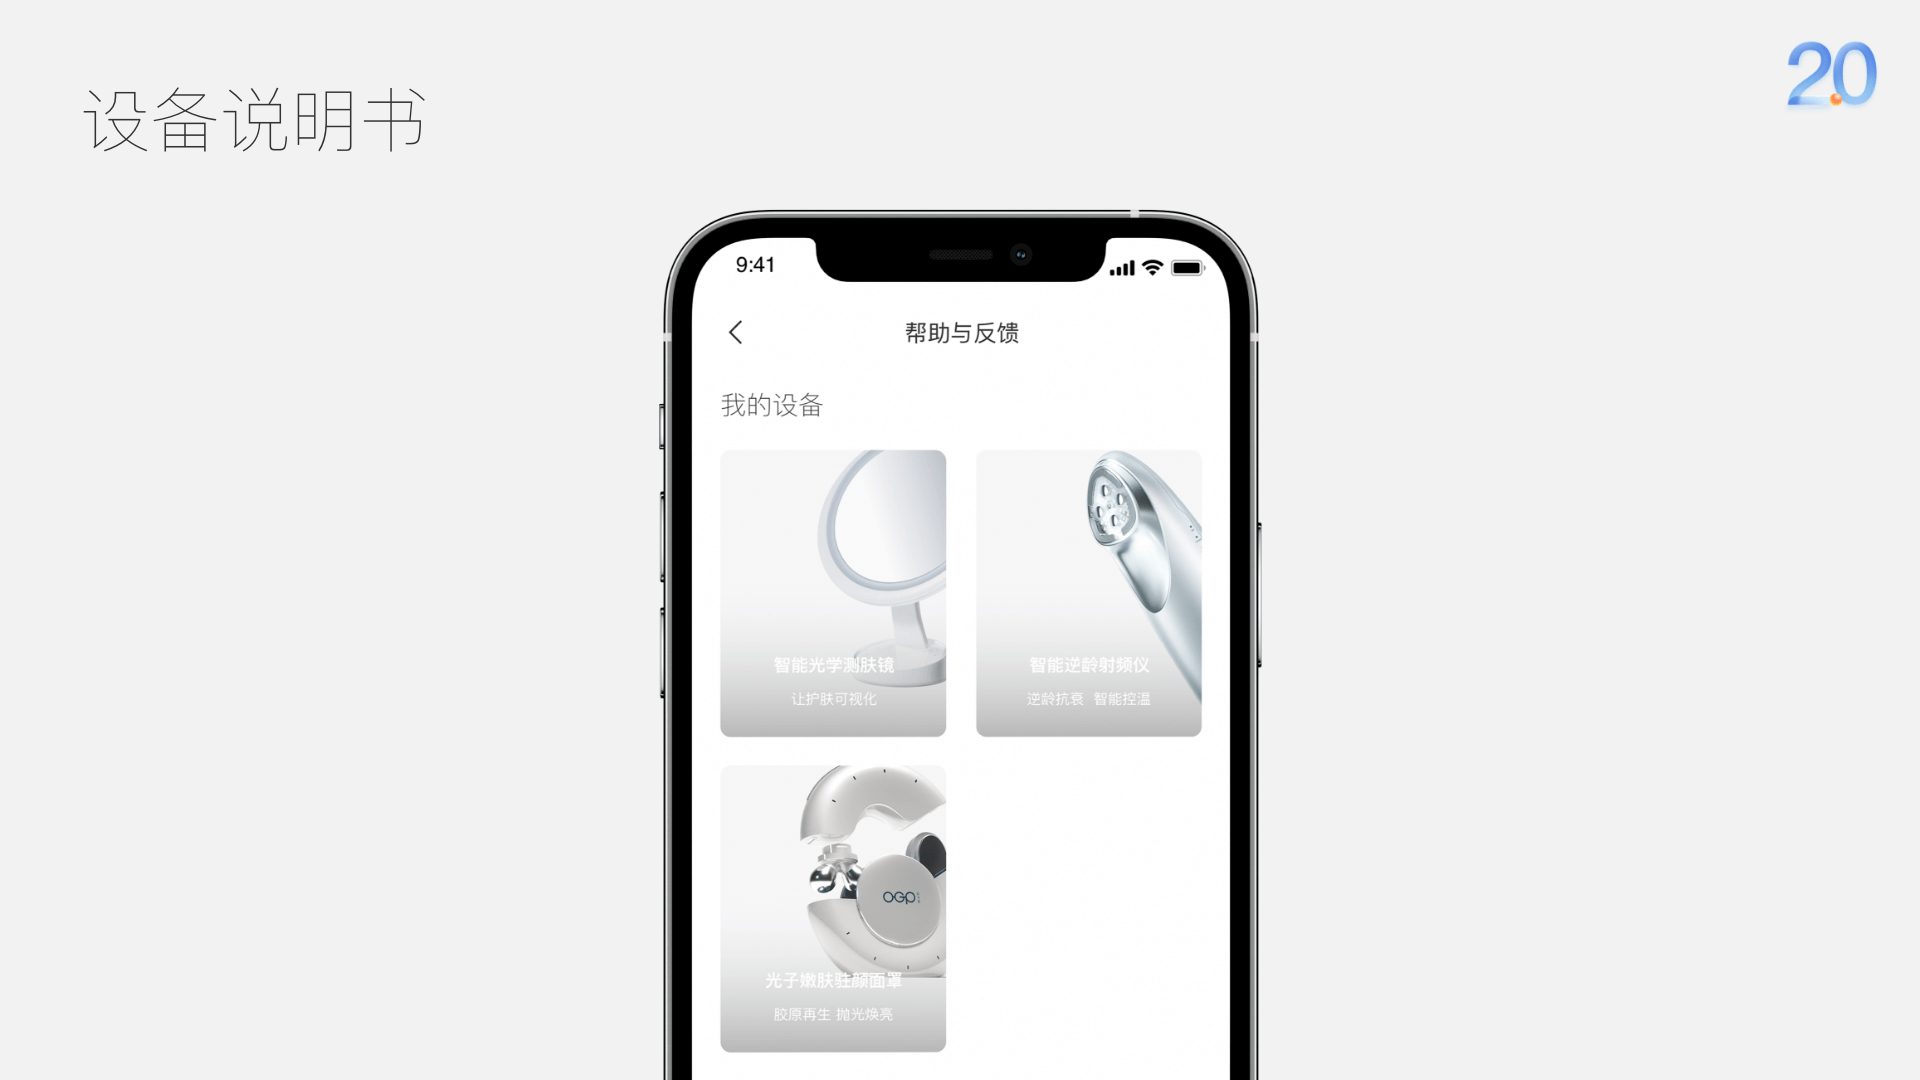 设备说明书
2.0
9:41
帮助与反馈
我的设备
智能光学测肤镜
让护肤可视化
智能逆龄射频仪
逆龄抗衰 智能控温
OGP
光子嫩肤驻颜面罩
胶原再生 抛光焕亮